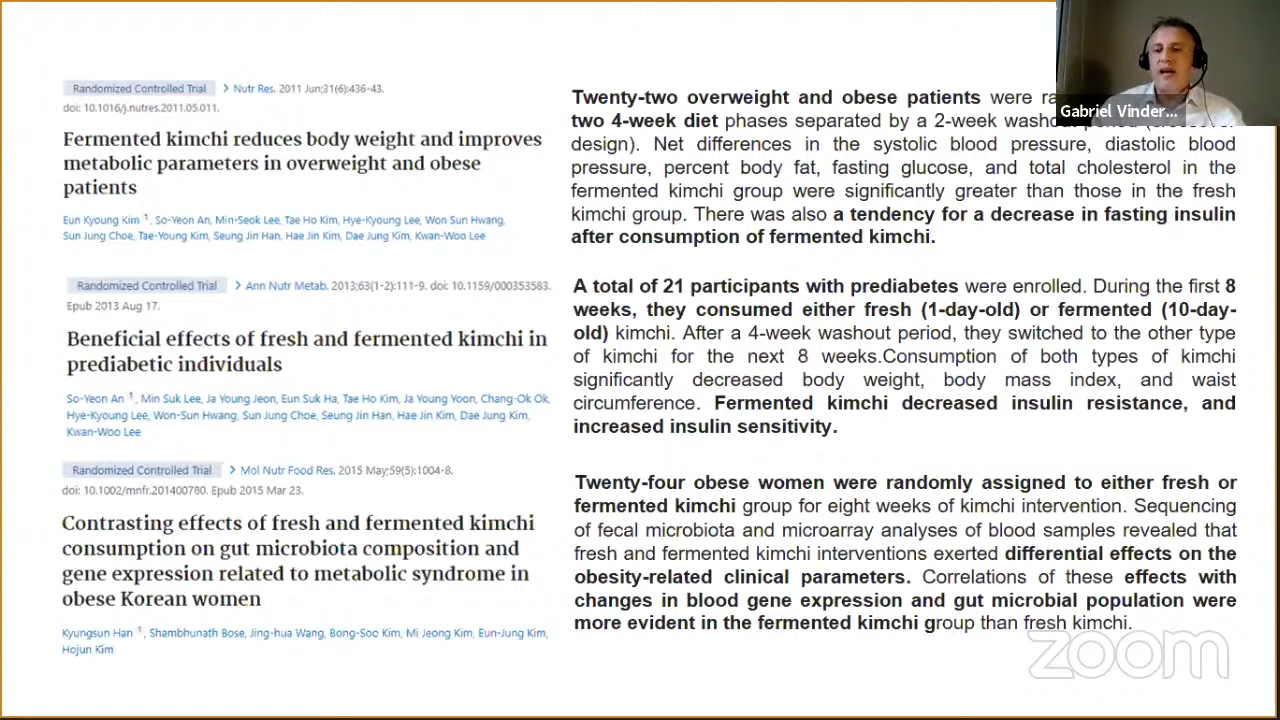 Randomized Controlled Trial > Nutr Res. 2011 Jun;31(6):436-43.
doi: 10.1016/j.nutres.2011.05.011.
Fermented kimchi reduces body weight and improves
metabolic parameters in overweight and obese
patients
Eun Kyoung Kim 1, So-Yeon An, Min-Seok Lee, Tae Ho Kim, Hye-Kyoung Lee, Won Sun Hwang,
Sun Jung Choe, Tae-Young Kim, Seung Jin Han, Hae Jin Kim, Dae Jung Kim, Kwan-Woo Lee
Twenty-two overweight and obese patients were
two 4-week diet phases separated by a 2-week
design). Net differences in the systolic blood pressure, diastolic blood
pressure, percent body fat, fasting glucose, and total cholesterol in the
fermented kimchi group were significantly greater than those in the fresh
kimchi group. There was also a tendency for a decrease in fasting insulin
after consumption of fermented kimchi.
Gabriel Vinder...
Randomized Controlled Trial > Ann Nutr Metab. 2013;63(1-2):111-9. doi: 10.1159/000353583.
Epub 2013 Aug 17.
Beneficial effects of fresh and fermented kimchi in
prediabetic individuals
So-Yeon An 1, Min Suk Lee, Ja Young Jeon, Eun Suk Ha, Tae Ho Kim, Ja Young Yoon, Chang-Ok Ok,
Hye-Kyoung Lee, Won-Sun Hwang, Sun Jung Choe, Seung Jin Han, Hae Jin Kim, Dae Jung Kim,
Kwan-Woo Lee
A total of 21 participants with prediabetes were enrolled. During the first 8
weeks, they consumed either fresh (1-day-old) or fermented (10-day-
old) kimchi. After a 4-week washout period, they switched to the other type
of kimchi for the next 8 weeks.Consumption of both types of kimchi
significantly decreased body weight, body mass index, and waist
circumference. Fermented kimchi decreased insulin resistance, and
increased insulin sensitivity.
Randomized Controlled Trial > Mol Nutr Food Res. 2015 May;59(5):1004-8.
doi: 10.1002/mnfr.201400780. Epub 2015 Mar 23.
Contrasting effects of fresh and fermented kimchi
consumption on gut microbiota composition and
gene expression related to metabolic syndrome in
obese Korean women
Kyungsun Han 1, Shambhunath Bose, Jing-hua Wang, Bong-Soo Kim, Mi Jeong Kim, Eun-Jung Kim,
Hojun Kim
Twenty-four obese women were randomly assigned to either fresh or
fermented kimchi group for eight weeks of kimchi intervention. Sequencing
of fecal microbiota and microarray analyses of blood samples revealed that
fresh and fermented kimchi interventions exerted differential effects on the
obesity-related clinical parameters. Correlations of these effects with
changes in blood gene expression and gut microbial population were
more evident in the fermented kimchi group than fresh kimchi.
zoom